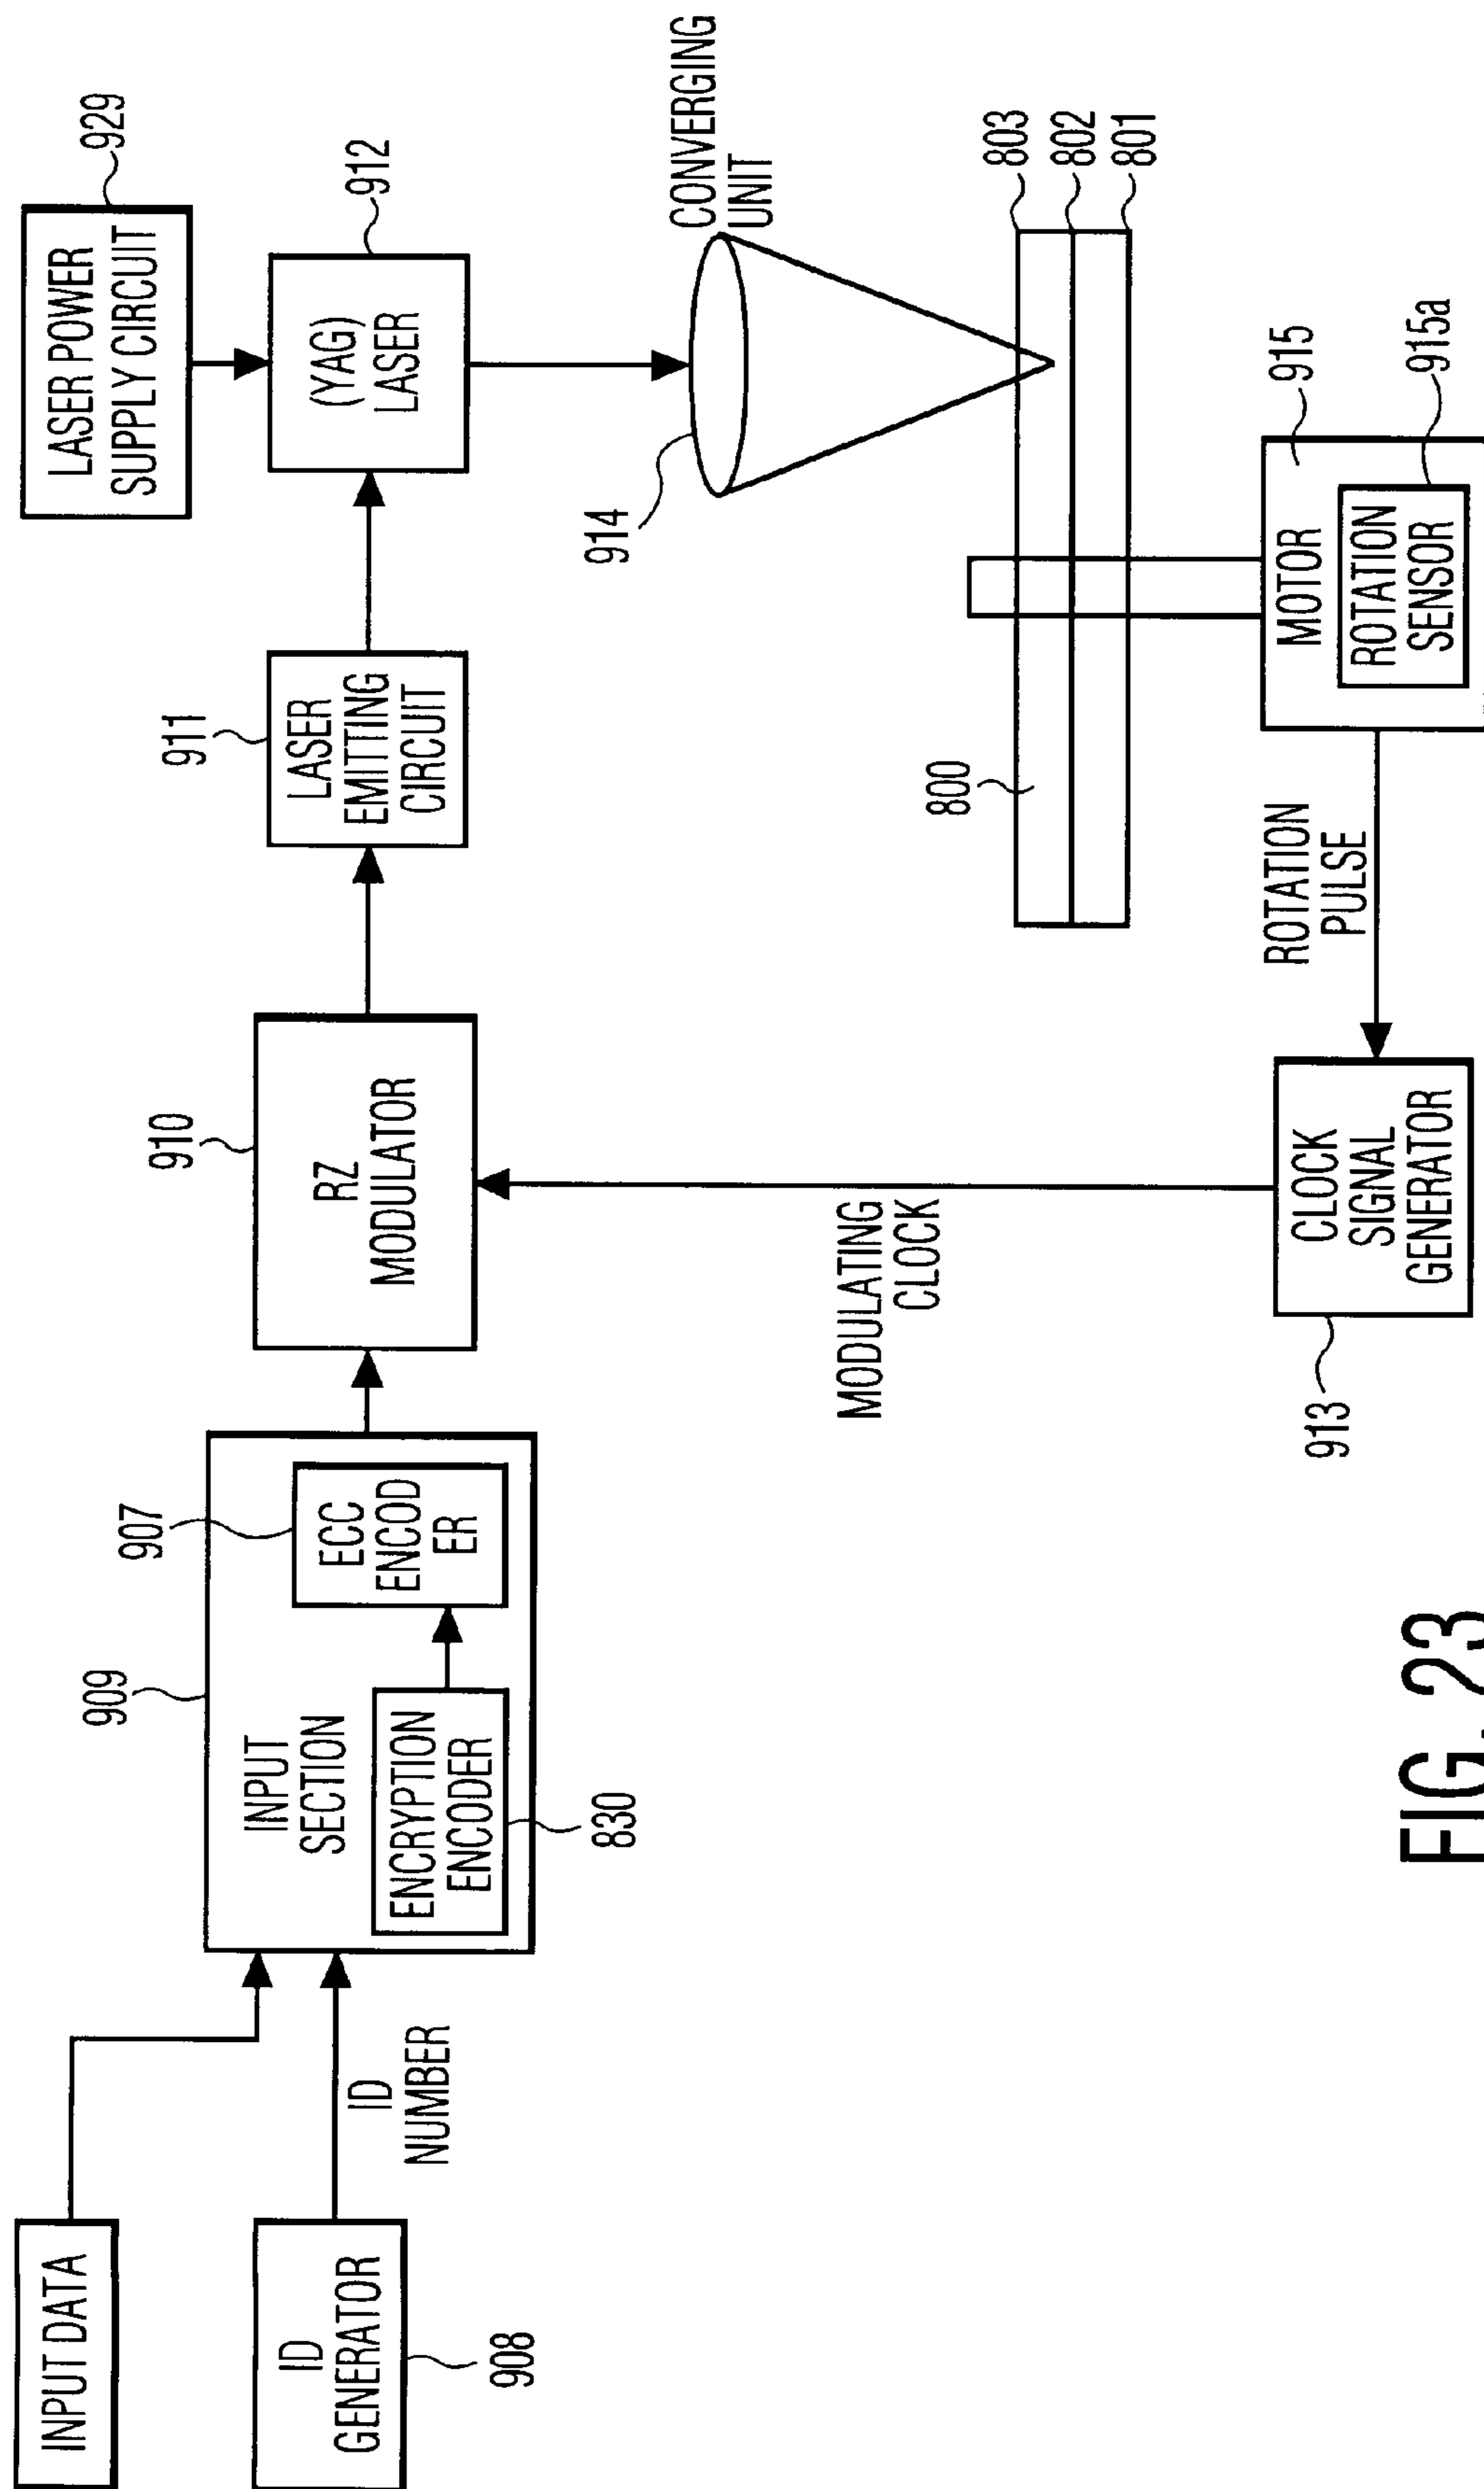 INPUT DATA
ID
GENERATOR
908
ID
NUMBER
909
INPUT
SECTION
ENCRYPTION
ENCODER
830
907
ECC
ENCOD
ER
910
RZ
MODULATOR
911
LASER
EMITTING
CIRCUIT
LASER POWER
SUPPLY CIRCUIT
929
(YAG)
LASER
912
914
CONVERGING
UNIT
800
803
802
801
MOTOR
915
ROTATION
SENSOR
915a
ROTATION
PULSE
CLOCK
SIGNAL
GENERATOR
913
MODULATING
CLOCK
FIG. 23